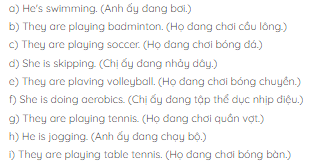 a) He's swimming. (Anh ấy đang bơi.)
b) They are playing badminton. (Họ đang chơi cầu lông.)
c) They are playing soccer. (Họ đang chơi bóng đá.)
d) She is skipping. (Chị ấy đang nhảy dây.)
e) They are plaving volleyball. (Họ đang chơi bóng chuyền.)
f) She is doing aerobics. (Chị ấy đang tập thể dục nhịp điệu.)
g) They are playing tennis. (Họ đang chơi quần vợt.)
h) He is jogging. (Anh ấy đang chạy bộ.)
i) They are playing table tennis. (Họ đang chơi bóng bàn.)